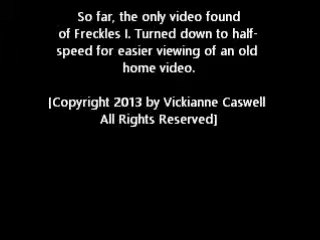 So far, the only video found
of Freckles I. Turned down to half-
speed for easier viewing of an old
home video.
[Copyright 2013 by Vickianne Caswell
All Rights Reserved]